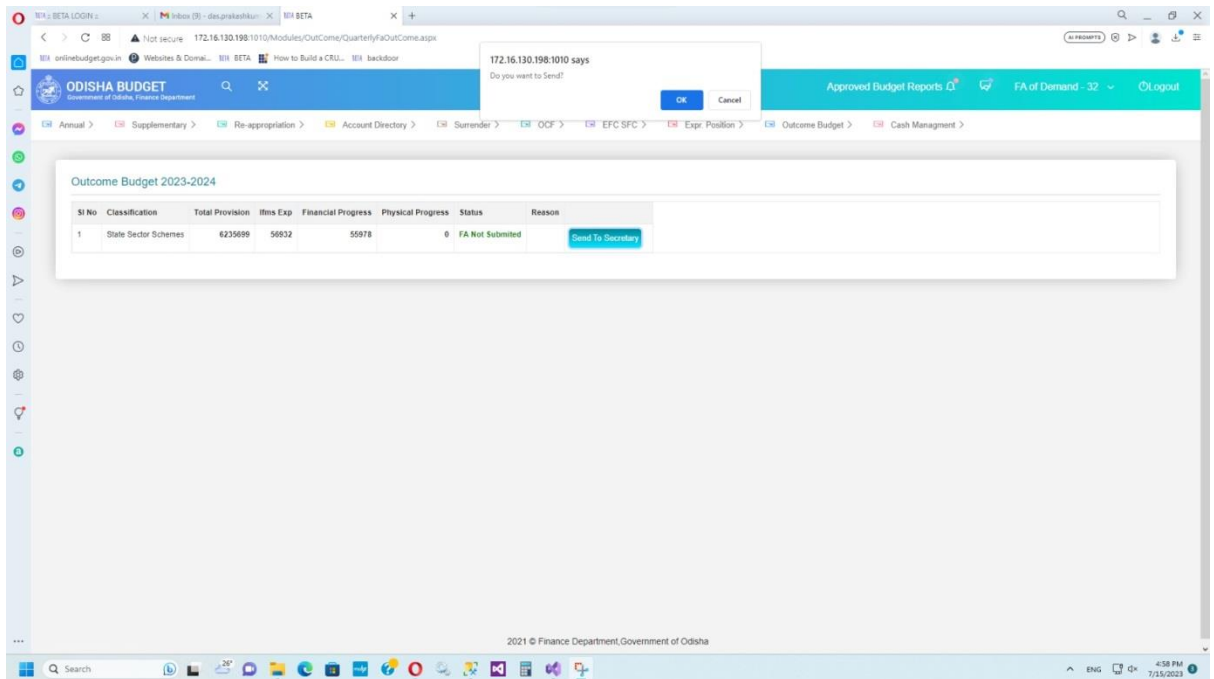 BETA :: BETA LOGIN ::
Inbox (9) - das.prakashkum
BETA BETA
Not secure 172.16.130.198:1010/Modules/OutCome/QuarterlyFaOutCome.aspx
AI PROMPTS
onlinebudget.gov.in Websites & Domai... BETA How to Build a CRU... backdoor
172.16.130.198:1010 says
Do you want to Send?
OK Cancel
ODISHA BUDGET
Government of Odisha, Finance Department
Approved Budget Reports FA of Demand - 32 Logout
Annual > Supplementary > Re-appropriation > Account Directory > Surrender > OCF > EFC SFC > Expr. Position > Outcome Budget > Cash Managment >
Outcome Budget 2023-2024
Sl No Classification Total Provision Ifms Exp Financial Progress Physical Progress Status Reason
1 State Sector Schemes 6235699 56932 55978 0 FA Not Submited Send To Secretary
2021 © Finance Department,Government of Odisha
Search 26° ENG 4:58 PM
7/15/2023